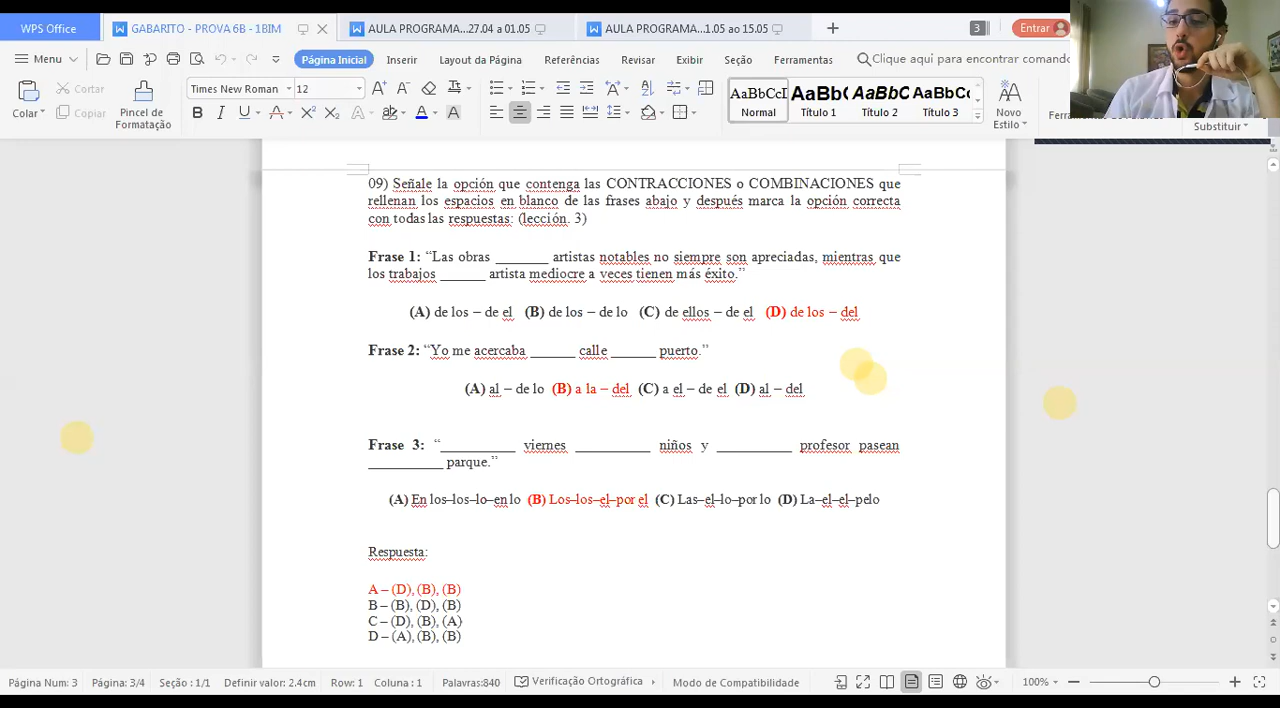 WPS Office
GABARITO - PROVA 6B - 1BIM
AULA PROGRAMA...27.04 a 01.05
AULA PROGRAMA...1.05 ao 15.05
3
Entrar
Menu
Página Inicial
Inserir
Layout da Página
Referências
Revisar
Exibir
Seção
Ferramentas
Clique aqui para encontrar comando
Colar
Cortar
Copiar
Pincel de Formatação
Times New Roman
12
AaBbCcI
Normal
AaBb(
Título 1
AaBbC
Título 2
AaBbC(
Título 3
Novo Estilo
Substituir
09) Señale la opción que contenga las CONTRACCIONES o COMBINACIONES que
rellenan los espacios en blanco de las frases abajo y después marca la opción correcta
con todas las respuestas: (lección. 3)
Frase 1: “Las obras _______ artistas notables no siempre son apreciadas, mientras que
los trabajos ______ artista mediocre a veces tienen más éxito.”
(A) de los – de el (B) de los – de lo (C) de ellos – de el (D) de los – del
Frase 2: “Yo me acercaba ______ calle ______ puerto.”
(A) al – de lo (B) a la – del (C) a el – de el (D) al – del
Frase 3: “__________ viernes __________ niños y __________ profesor pasean
__________ parque.”
(A) En los–los–lo–en lo (B) Los–los–el–por el (C) Las–el–lo–por lo (D) La–el–el–pelo
Respuesta:
A – (D), (B), (B)
B – (B), (D), (B)
C – (D), (B), (A)
D – (A), (B), (B)
Página Num: 3
Página: 3/4
Seção : 1/1
Definir valor: 2.4cm
Row: 1
Coluna : 1
Palavras:840
Verificação Ortográfica
Modo de Compatibilidade
100%